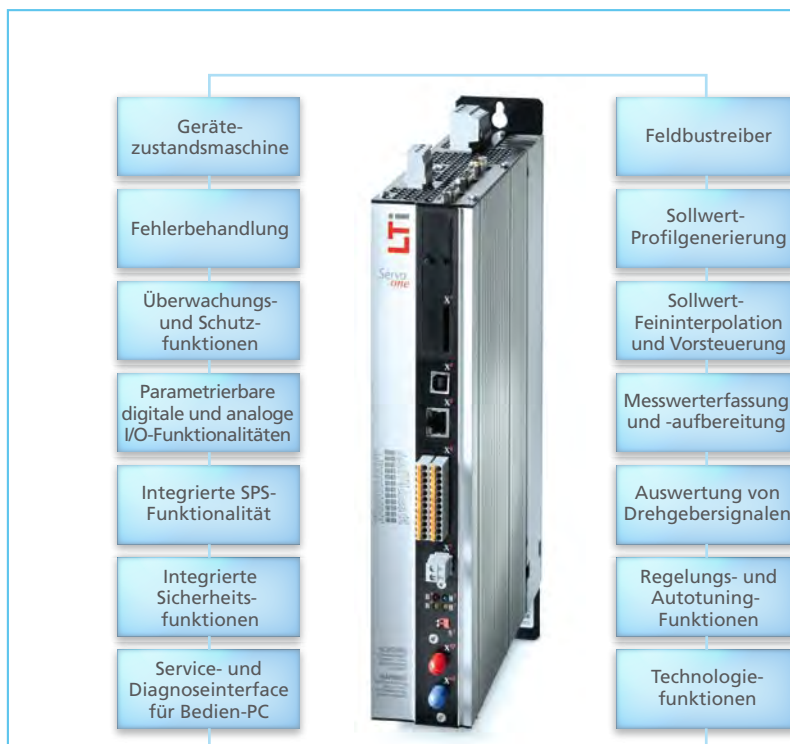 Geräte-
zustandsmaschine
Fehlerbehandlung
Überwachungs-
und Schutz-
funktionen
Parametrierbare
digitale und analoge
I/O-Funktionalitäten
Integrierte SPS-
Funktionalität
Integrierte
Sicherheits-
funktionen
Service- und
Diagnoseinterface
für Bedien-PC
LTi
Servo
one
Feldbustreiber
Sollwert-
Profilgenerierung
Sollwert-
Feininterpolation
und Vorsteuerung
Messwerterfassung
und -aufbereitung
Auswertung von
Drehgebersignalen
Regelungs- und
Autotuning-
Funktionen
Technologie-
funktionen